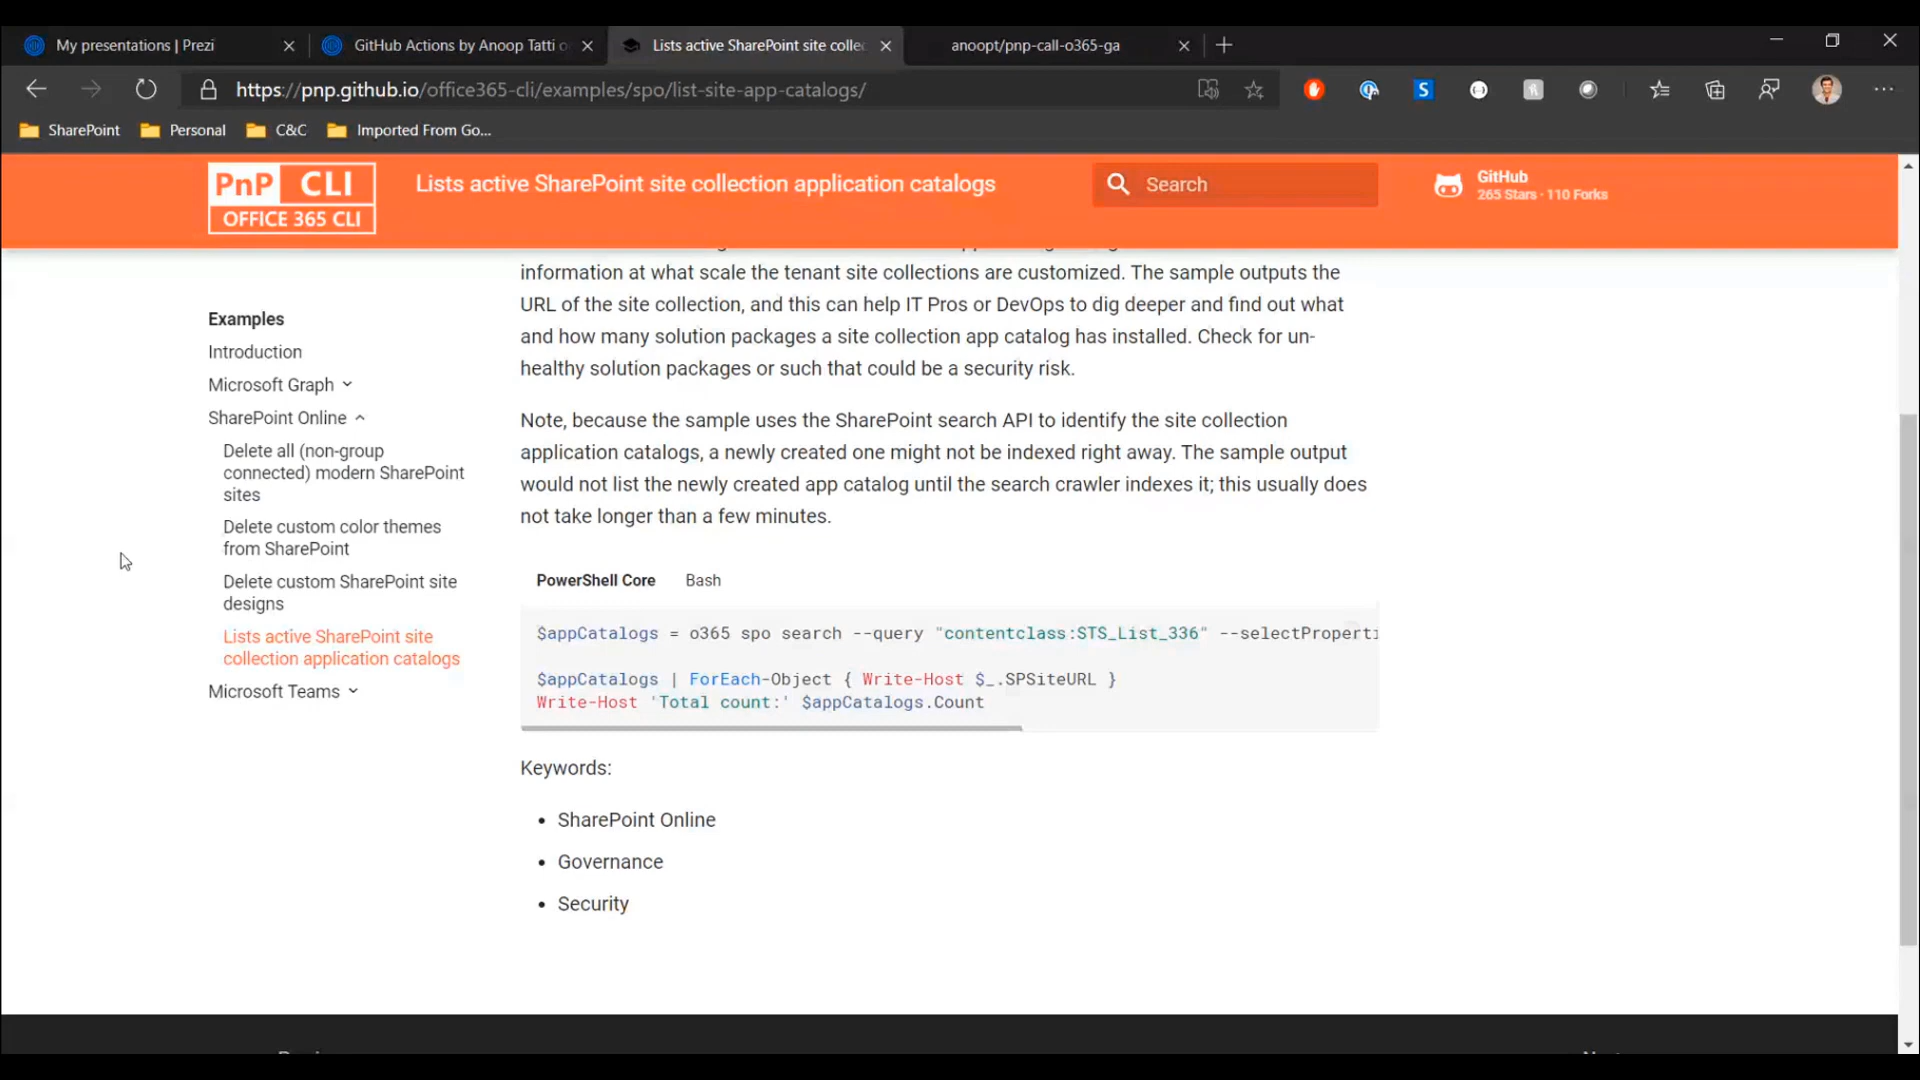 My presentations | Prezi
GitHub Actions by Anoop Tatti o
Lists active SharePoint site colle
anoopt/pnp-call-o365-ga
https://pnp.github.io/office365-cli/examples/spo/list-site-app-catalogs/
SharePoint
Personal
C&C
Imported From Go...
PnP CLI
OFFICE 365 CLI
Lists active SharePoint site collection application catalogs
Search
GitHub
265 Stars · 110 Forks
Examples
Introduction
Microsoft Graph
SharePoint Online
Delete all (non-group
connected) modern SharePoint
sites
Delete custom color themes
from SharePoint
Delete custom SharePoint site
designs
Lists active SharePoint site
collection application catalogs
Microsoft Teams
information at what scale the tenant site collections are customized. The sample outputs the
URL of the site collection, and this can help IT Pros or DevOps to dig deeper and find out what
and how many solution packages a site collection app catalog has installed. Check for un-
healthy solution packages or such that could be a security risk.
Note, because the sample uses the SharePoint search API to identify the site collection
application catalogs, a newly created one might not be indexed right away. The sample output
would not list the newly created app catalog until the search crawler indexes it; this usually does
not take longer than a few minutes.
PowerShell Core
Bash
$appCatalogs = o365 spo search --query "contentclass:STS_List_336" --selectProperti
$appCatalogs | ForEach-Object { Write-Host $_.SPSiteURL }
Write-Host 'Total count:' $appCatalogs.Count
Keywords:
• SharePoint Online
• Governance
• Security